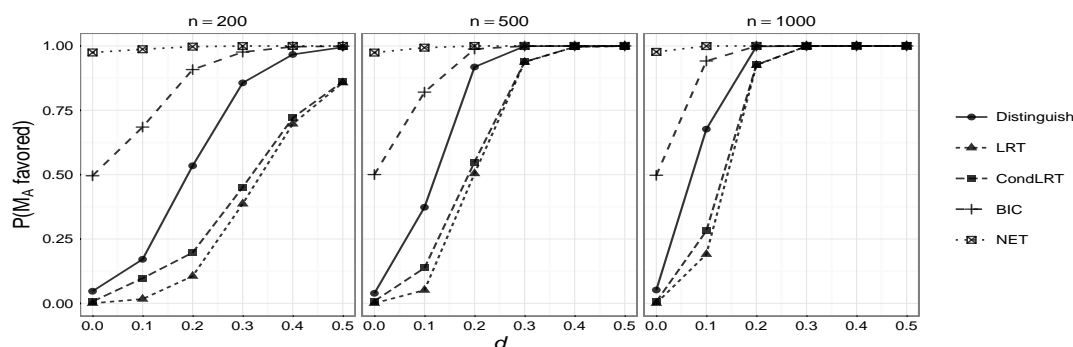 n = 200
n = 500
n = 1000
P(M_A favored)
1.00
0.75
0.50
0.25
0.00
0.0 0.1 0.2 0.3 0.4 0.5
0.0 0.1 0.2 0.3 0.4 0.5
0.0 0.1 0.2 0.3 0.4 0.5
d
Distinguish
LRT
CondLRT
BIC
NET